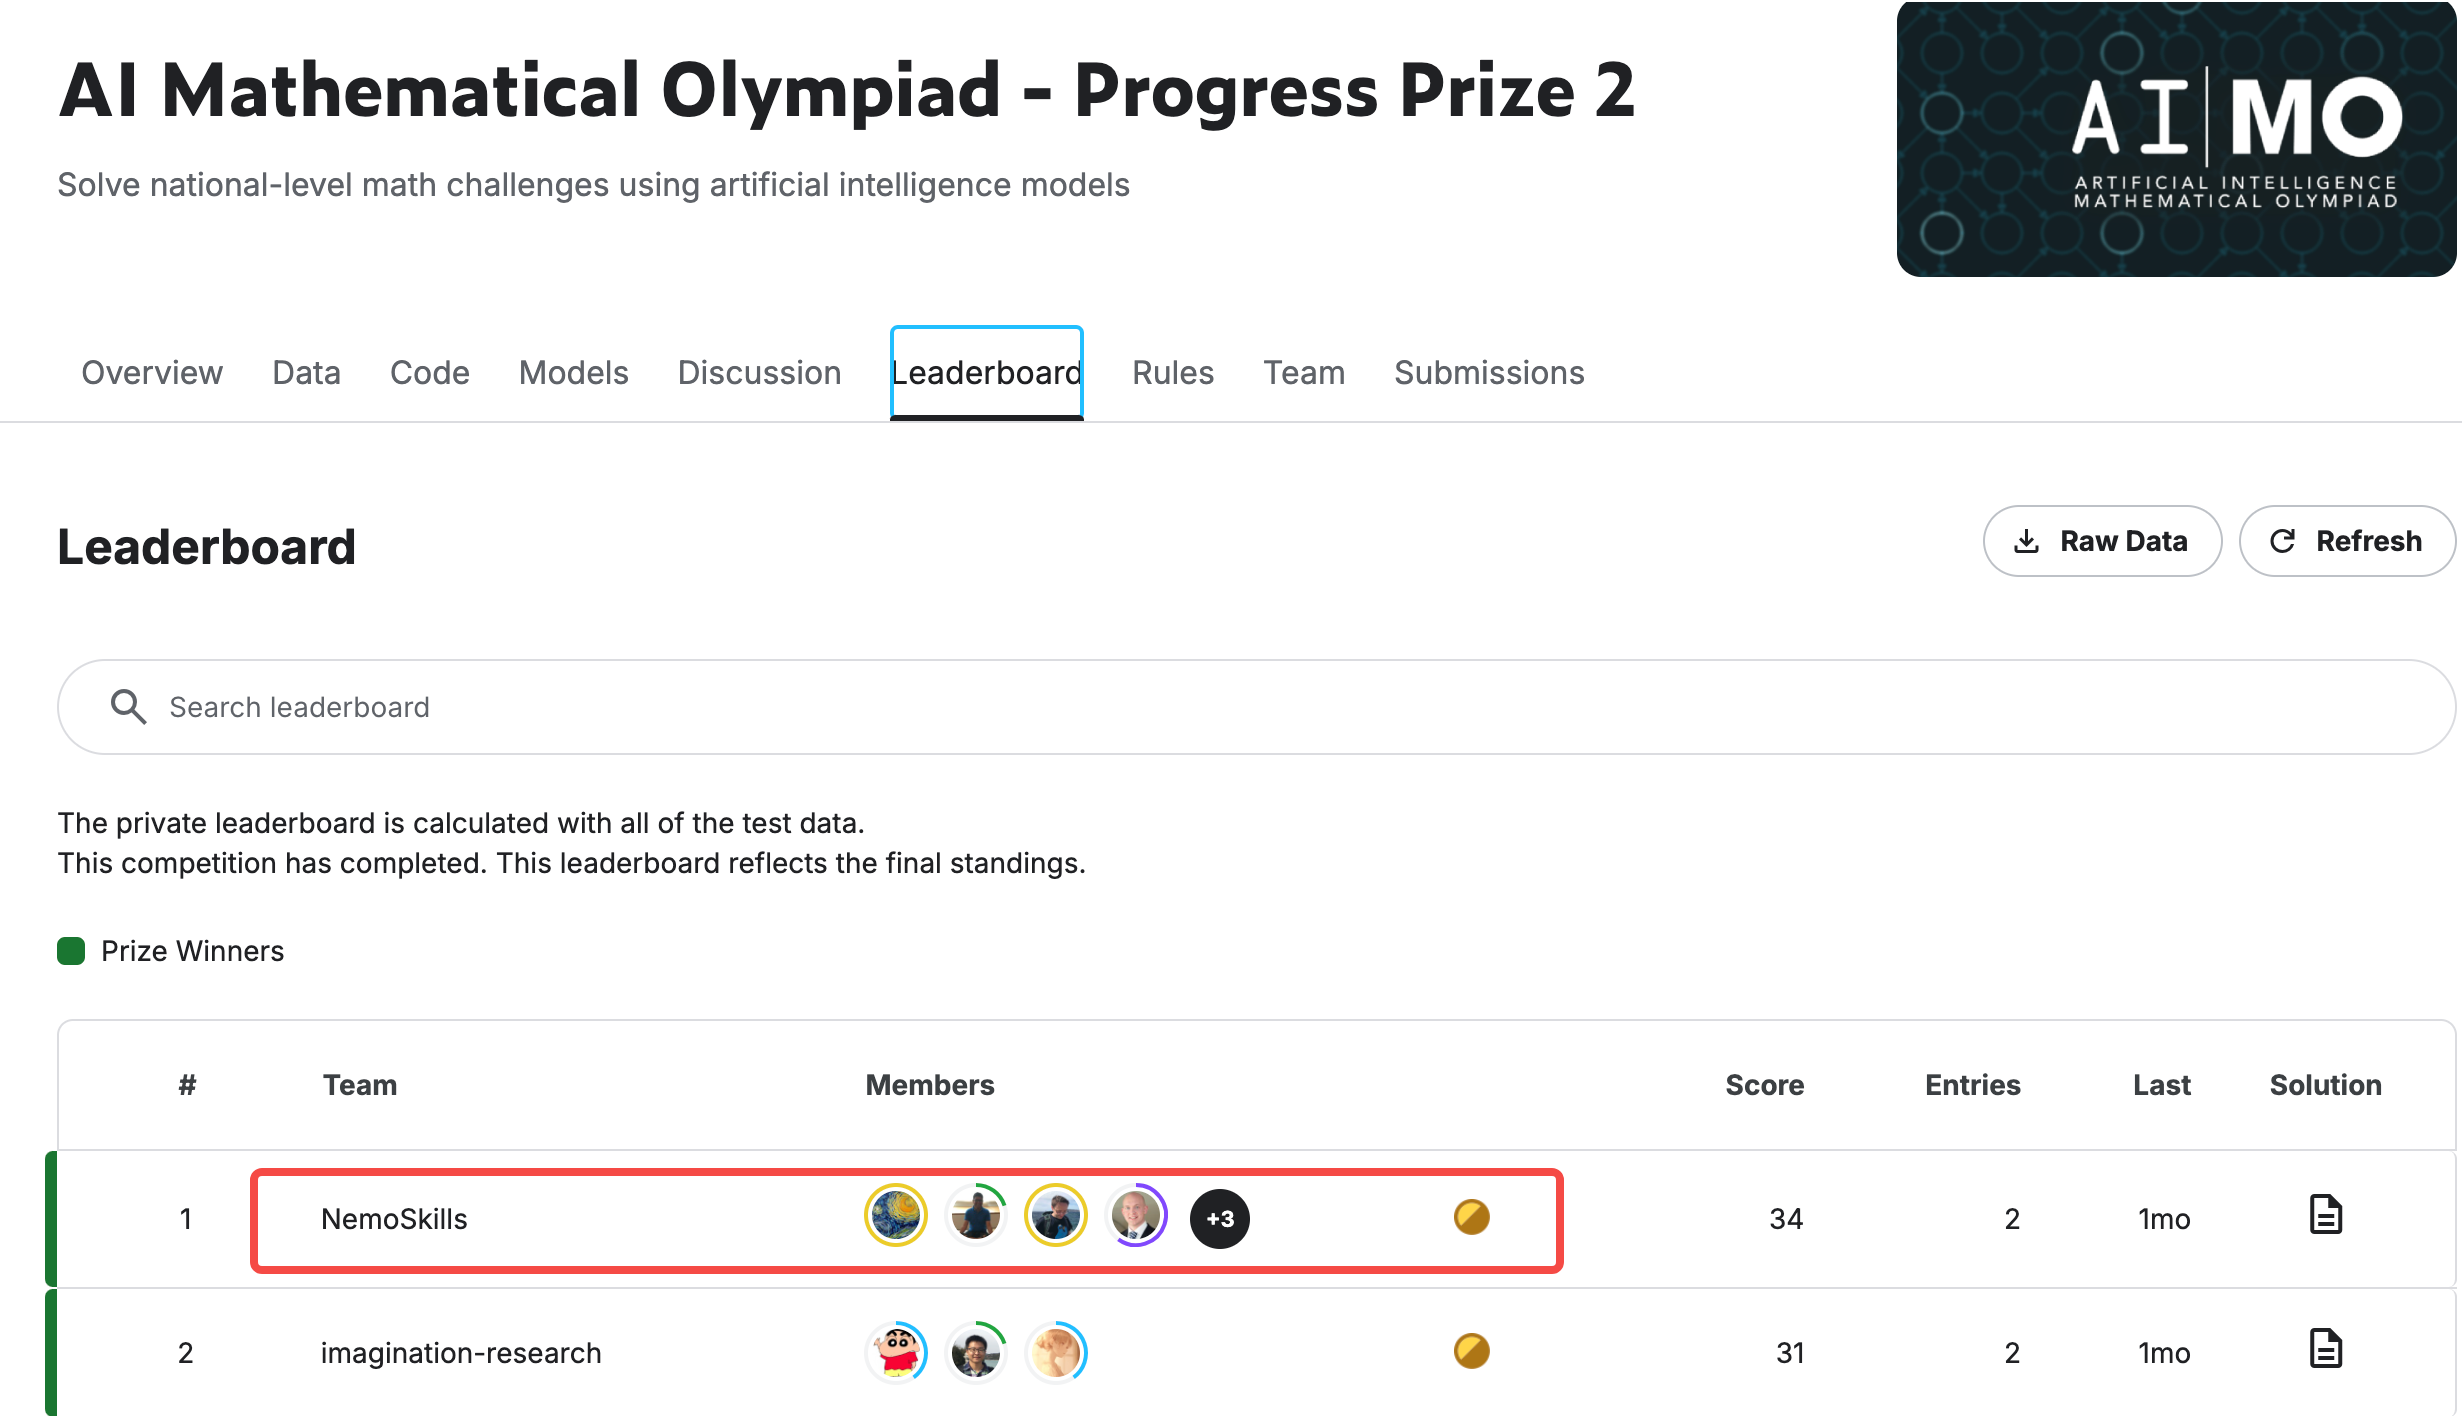 AI Mathematical Olympiad - Progress Prize 2
Solve national-level math challenges using artificial intelligence models
AI|MO
ARTIFICIAL INTELLIGENCE
MATHEMATICAL OLYMPIAD
Overview Data Code Models Discussion Leaderboard Rules Team Submissions
Leaderboard
Raw Data Refresh
Search leaderboard
The private leaderboard is calculated with all of the test data.
This competition has completed. This leaderboard reflects the final standings.
Prize Winners
# Team Members Score Entries Last Solution
1 NemoSkills +3 34 2 1mo
2 imagination-research 31 2 1mo